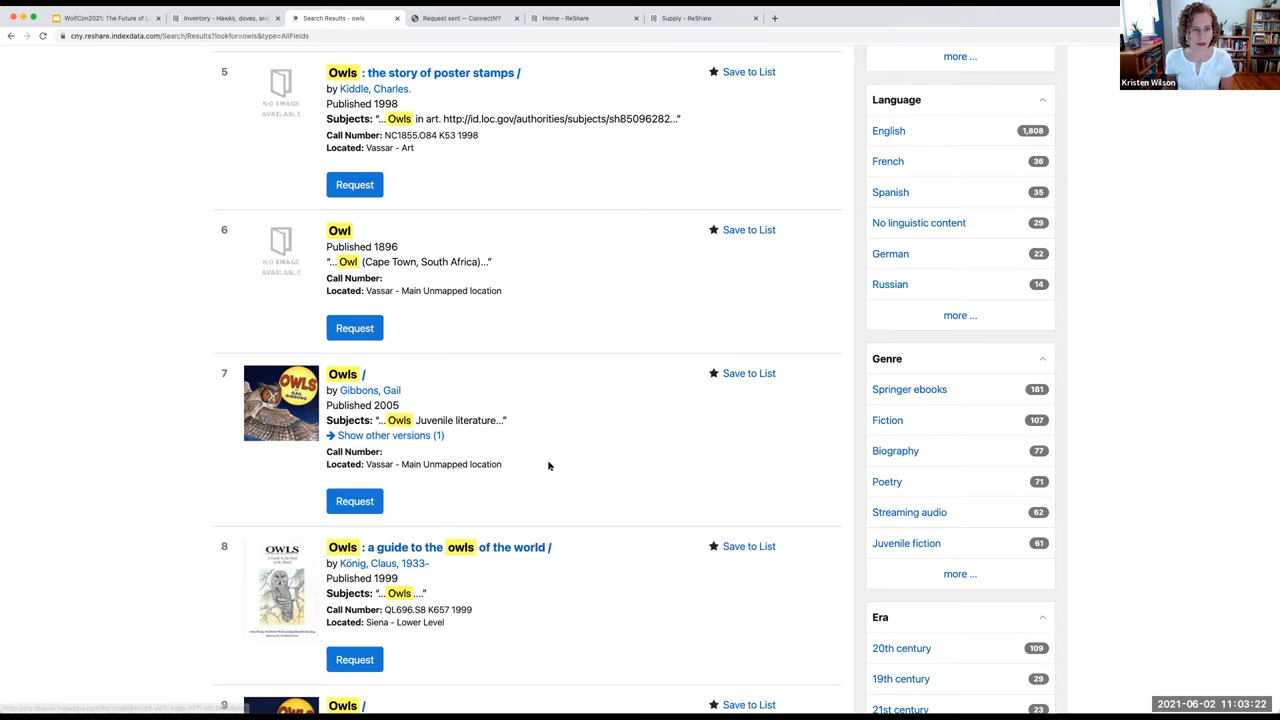 WolfCon2021: The Future of L
Inventory - Hawks, doves, and
Search Results - owls
Request sent — ConnectNY
Home - ReShare
Supply - ReShare
cny.reshare.indexdata.com/Search/Results?lookfor=owls&type=AllFields
Kristen Wilson
5
NO IMAGE
AVAILABLE
Owls : the story of poster stamps /
by Kiddle, Charles.
Published 1998
Subjects: “... Owls in art. http://id.loc.gov/authorities/subjects/sh85096282...”
Call Number: NC1855.O84 K53 1998
Located: Vassar - Art
Request
Save to List
6
NO IMAGE
AVAILABLE
Owl
Published 1896
“... Owl (Cape Town, South Africa)...”
Call Number:
Located: Vassar - Main Unmapped location
Request
Save to List
7
OWLS
GAIL
GIBBONS
Owls /
by Gibbons, Gail
Published 2005
Subjects: “... Owls Juvenile literature...”
Show other versions (1)
Call Number:
Located: Vassar - Main Unmapped location
Request
Save to List
8
OWLS
Owls : a guide to the owls of the world /
by König, Claus, 1933-
Published 1999
Subjects: “... Owls ....”
Call Number: QL696.S8 K657 1999
Located: Siena - Lower Level
Request
Save to List
9
Owls /
Save to List
more ...
Language
English 1,808
French 36
Spanish 35
No linguistic content 29
German 22
Russian 14
more ...
Genre
Springer ebooks 181
Fiction 107
Biography 77
Poetry 71
Streaming audio 62
Juvenile fiction 61
more ...
Era
20th century 109
19th century 29
21st century 23
2021-06-02 11:03:22